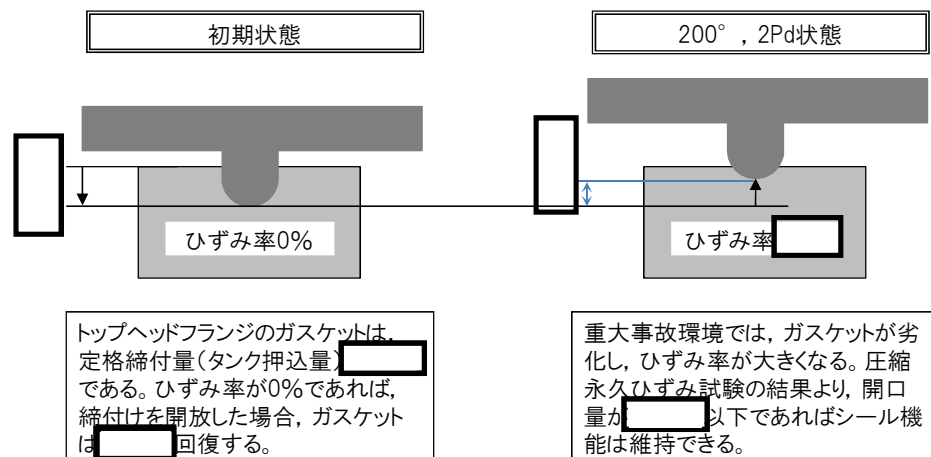 初期状態
200°，2Pd状態
ひずみ率0%
ひずみ率
トップヘッドフランジのガスケットは，
定格締付量（タンク押込量）
である。ひずみ率が0%であれば，
締付けを開放した場合，ガスケット
は回復する。
重大事故環境では，ガスケットが劣
化し，ひずみ率が大きくなる。圧縮
永久ひずみ試験の結果より，開口
量が以下であればシール機
能は維持できる。